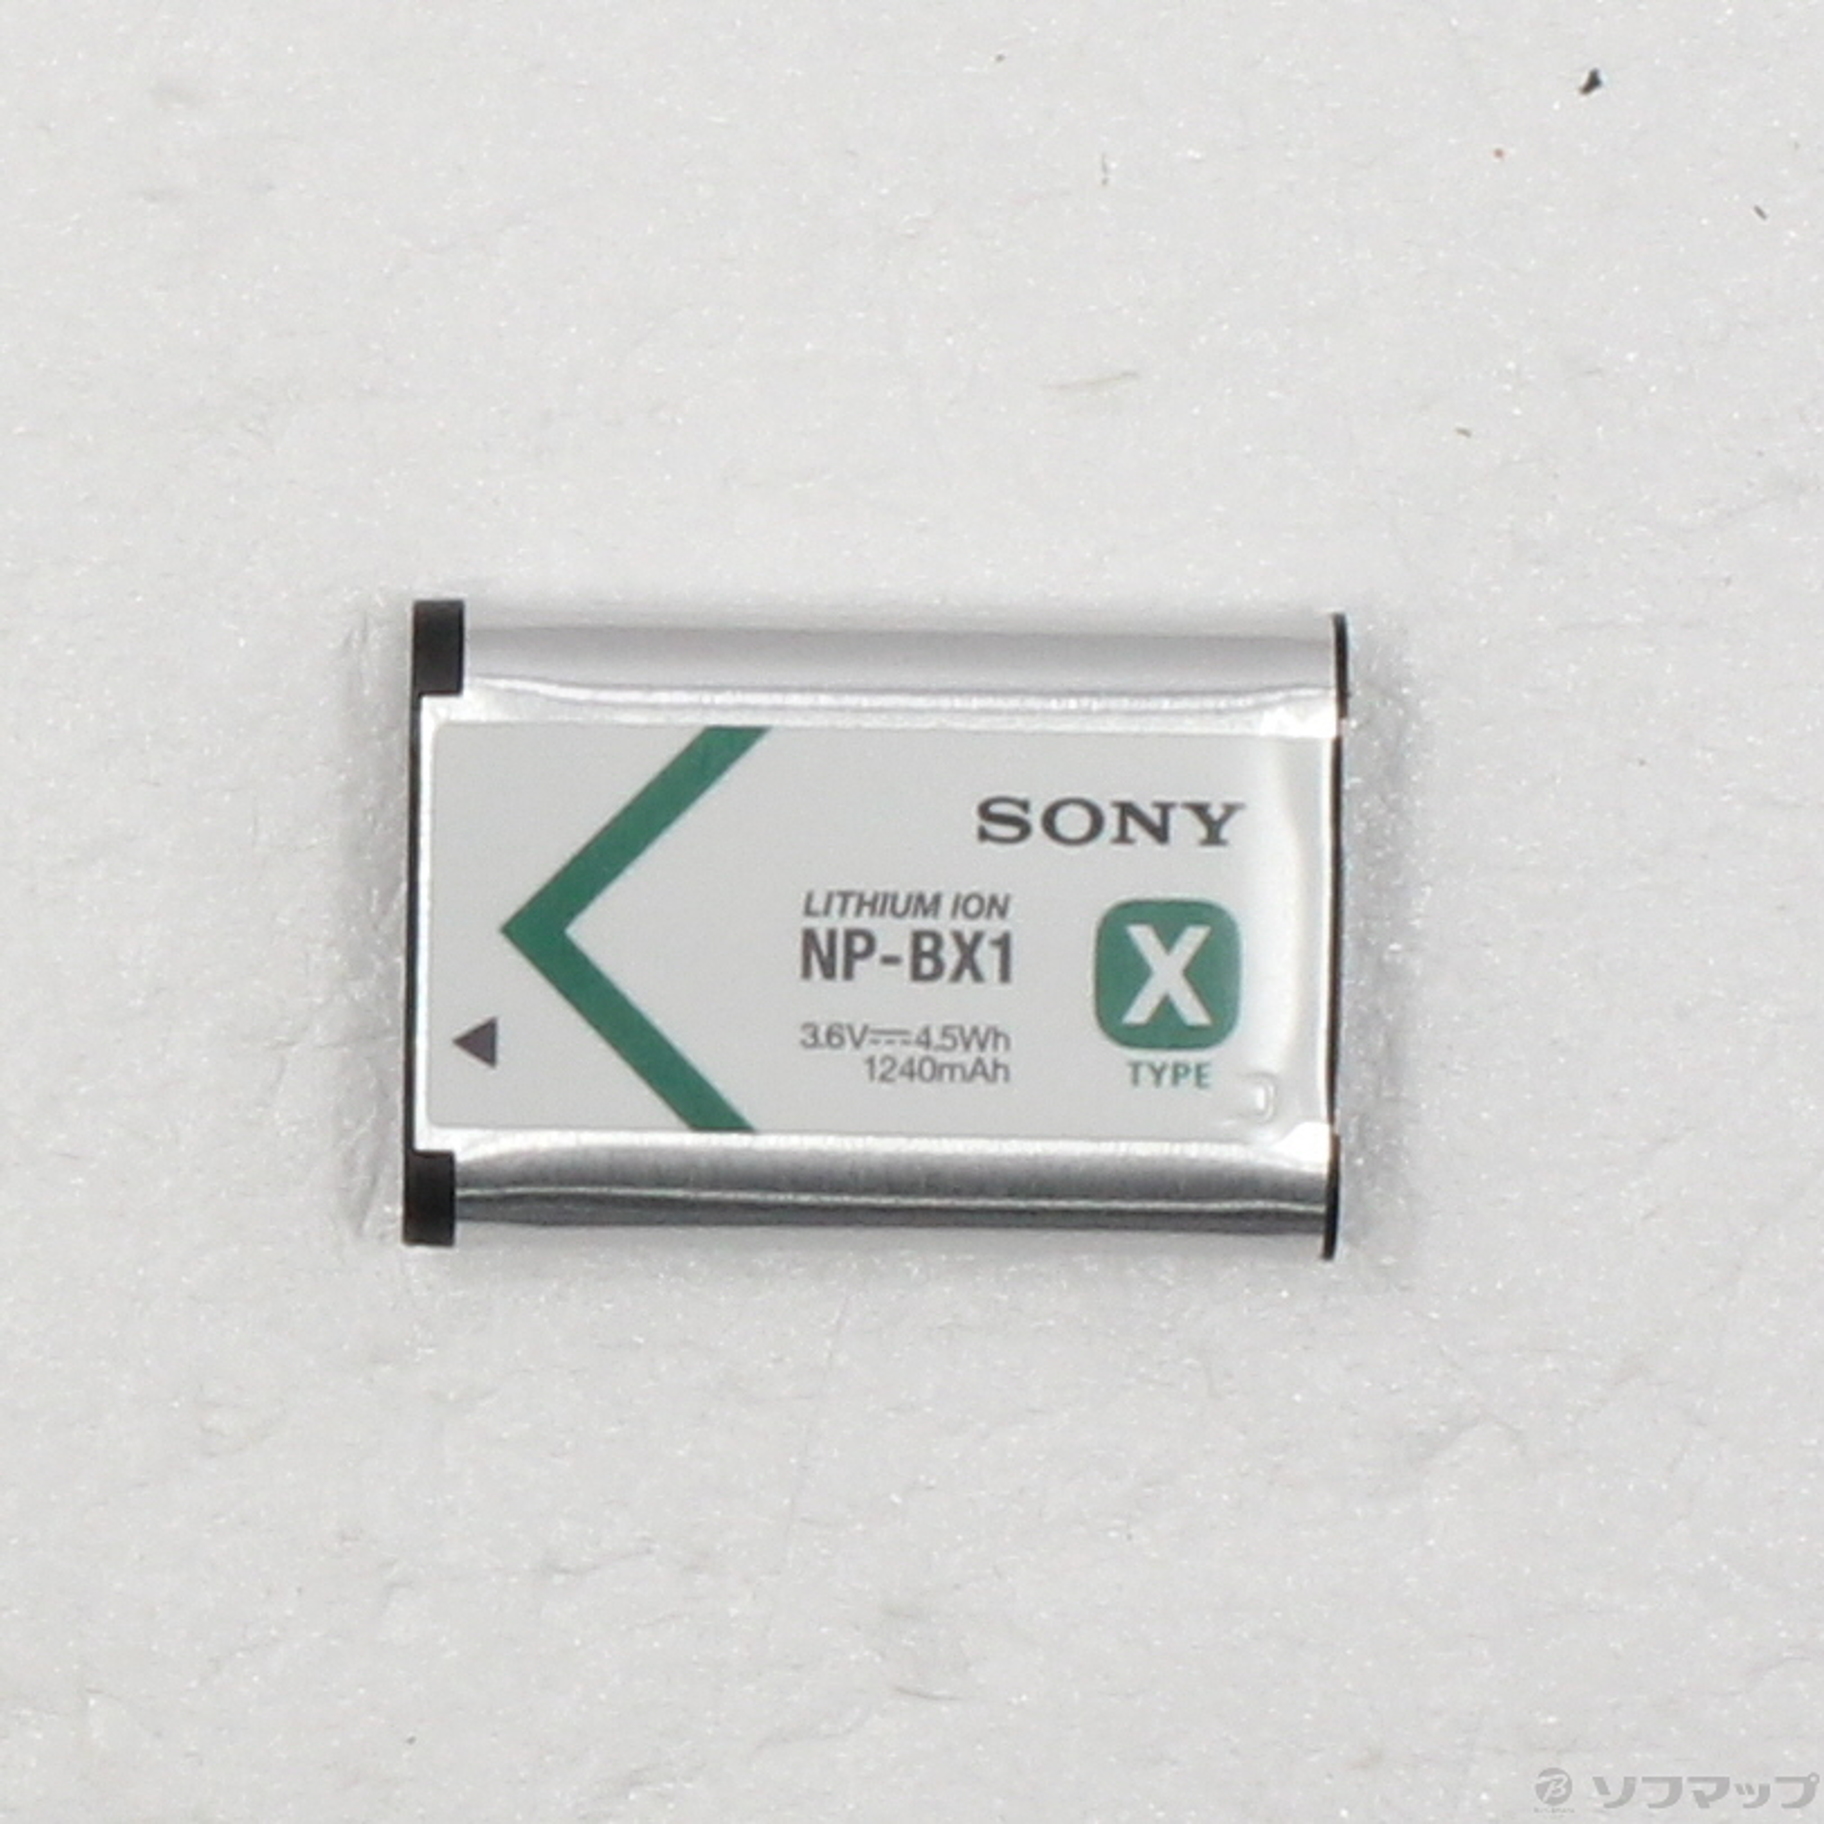 SONY
LITHIUM ION
NP-BX1
3.6V⎓4.5Wh
1240mAh
X
TYPE
ソフマップ